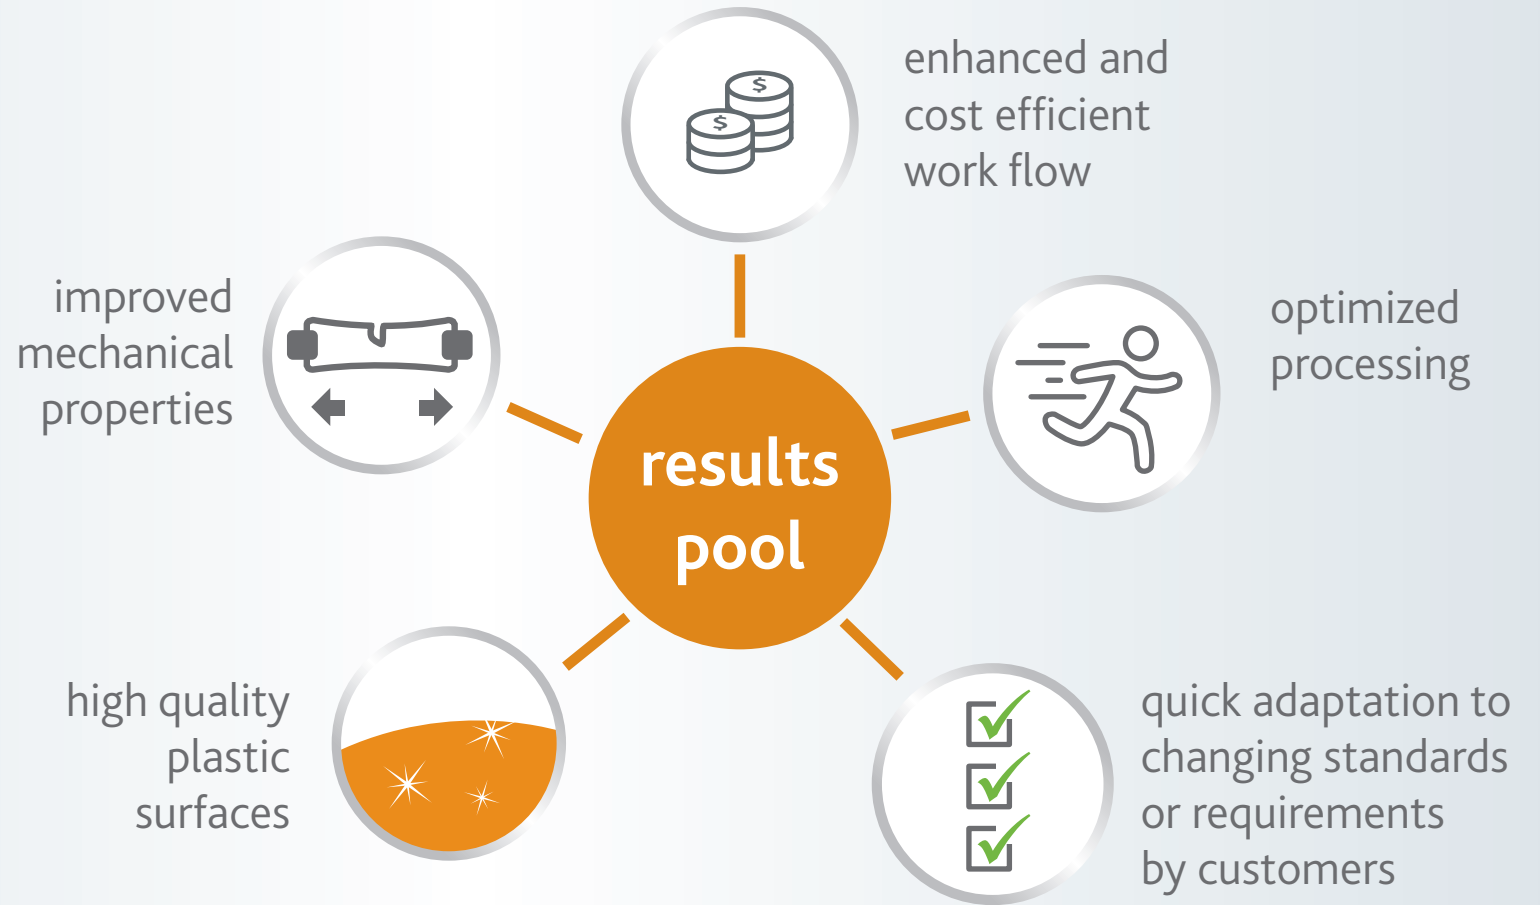 enhanced and
cost efficient
work flow
$
$
improved
mechanical
properties
optimized
processing
results
pool
high quality
plastic
surfaces
quick adaptation to
changing standards
or requirements
by customers